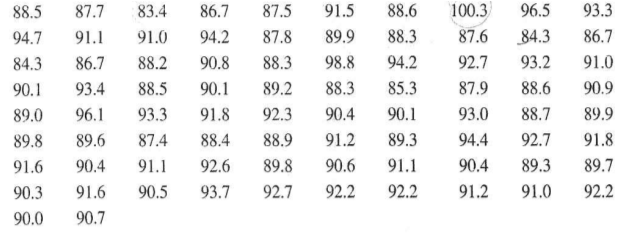 88.5 87.7 83.4 86.7 87.5 91.5 88.6 100.3 96.5 93.3
94.7 91.1 91.0 94.2 87.8 89.9 88.3 87.6 84.3 86.7
84.3 86.7 88.2 90.8 88.3 98.8 94.2 92.7 93.2 91.0
90.1 93.4 88.5 90.1 89.2 88.3 85.3 87.9 88.6 90.9
89.0 96.1 93.3 91.8 92.3 90.4 90.1 93.0 88.7 89.9
89.8 89.6 87.4 88.4 88.9 91.2 89.3 94.4 92.7 91.8
91.6 90.4 91.1 92.6 89.8 90.6 91.1 90.4 89.3 89.7
90.3 91.6 90.5 93.7 92.7 92.2 92.2 91.2 91.0 92.2
90.0 90.7